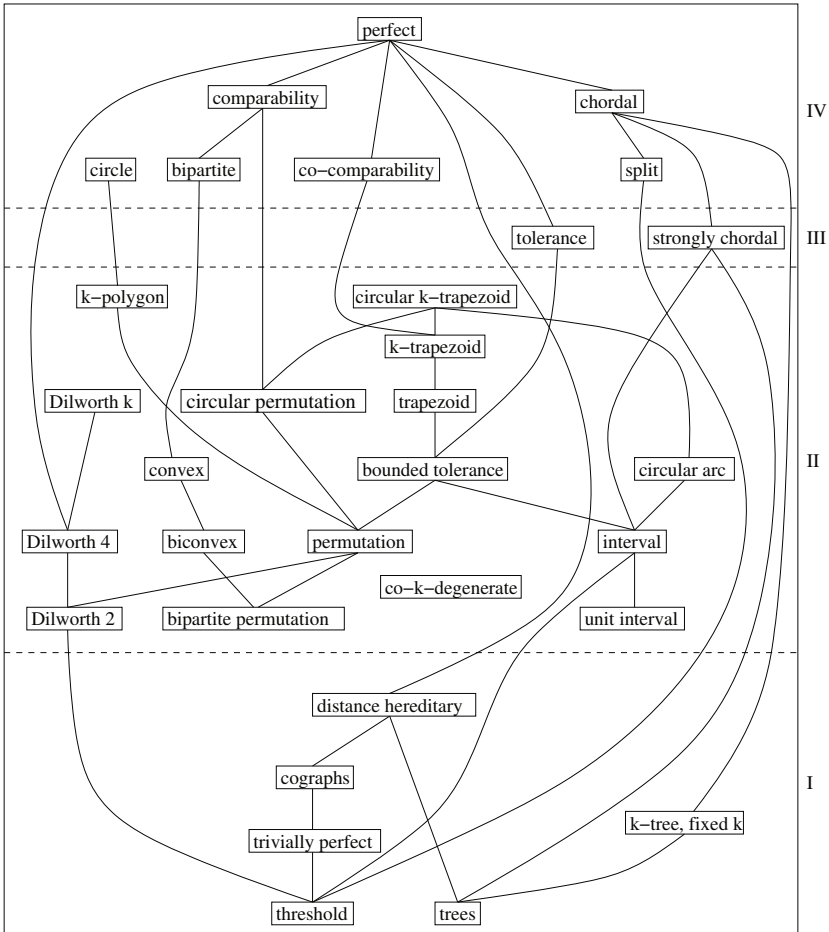 perfect
comparability
chordal
IV
circle
bipartite
co−comparability
split
tolerance
strongly chordal
III
k−polygon
circular k−trapezoid
k−trapezoid
Dilworth k
circular permutation
trapezoid
convex
bounded tolerance
circular arc
II
Dilworth 4
biconvex
permutation
interval
co−k−degenerate
Dilworth 2
bipartite permutation
unit interval
distance hereditary
cographs
I
k−tree, fixed k
trivially perfect
threshold
trees